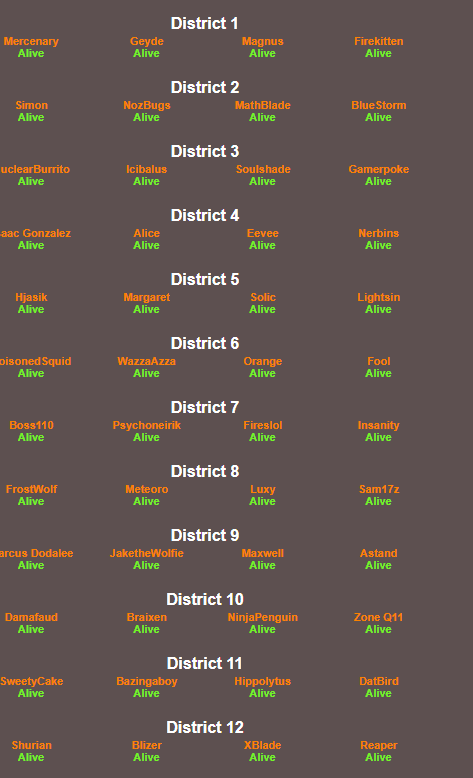 District 1
Mercenary Geyde Magnus Firekitten
Alive Alive Alive Alive
District 2
Simon NozBugs MathBlade BlueStorm
Alive Alive Alive Alive
District 3
uclearBurrito Icibalus Soulshade Gamerpoke
Alive Alive Alive Alive
District 4
aac Gonzalez Alice Eevee Nerbins
Alive Alive Alive Alive
District 5
Hjasik Margaret Solic Lightsin
Alive Alive Alive Alive
District 6
oisonedSquid WazzaAzza Orange Fool
Alive Alive Alive Alive
District 7
Boss110 Psychoneirik Fireslol Insanity
Alive Alive Alive Alive
District 8
FrostWolf Meteoro Luxy Sam17z
Alive Alive Alive Alive
District 9
arcus Dodalee JaketheWolfie Maxwell Astand
Alive Alive Alive Alive
District 10
Damafaud Braixen NinjaPenguin Zone Q11
Alive Alive Alive Alive
District 11
SweetyCake Bazingaboy Hippolytus DatBird
Alive Alive Alive Alive
District 12
Shurian Blizer XBlade Reaper
Alive Alive Alive Alive